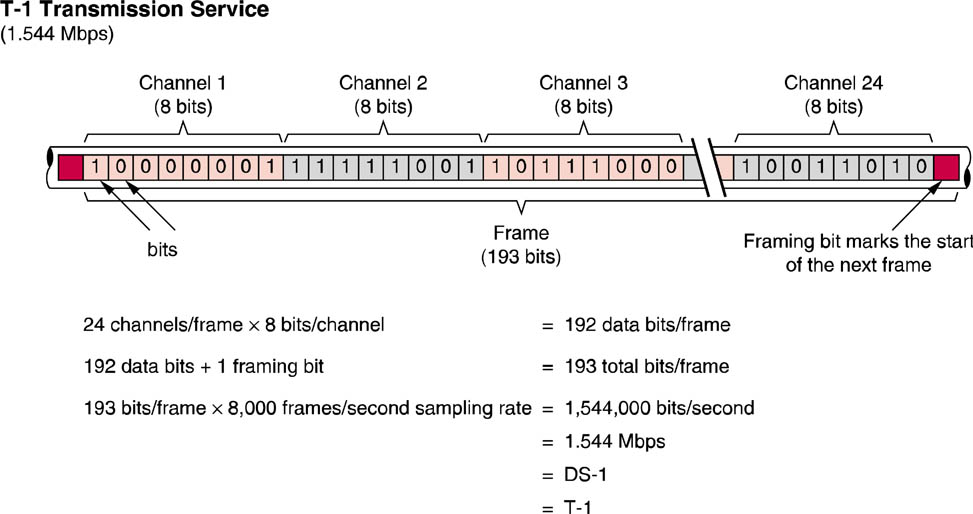 T-1 Transmission Service
(1.544 Mbps)
Channel 1 Channel 2 Channel 3 Channel 24
(8 bits) (8 bits) (8 bits) (8 bits)
1 0 0 0 0 0 0 1 1 1 1 1 1 0 0 1 1 0 1 1 1 0 0 0 1 0 0 1 1 0 1 0
bits
Frame
(193 bits)
Framing bit marks the start
of the next frame
24 channels/frame × 8 bits/channel = 192 data bits/frame
192 data bits + 1 framing bit = 193 total bits/frame
193 bits/frame × 8,000 frames/second sampling rate = 1,544,000 bits/second
= 1.544 Mbps
= DS-1
= T-1